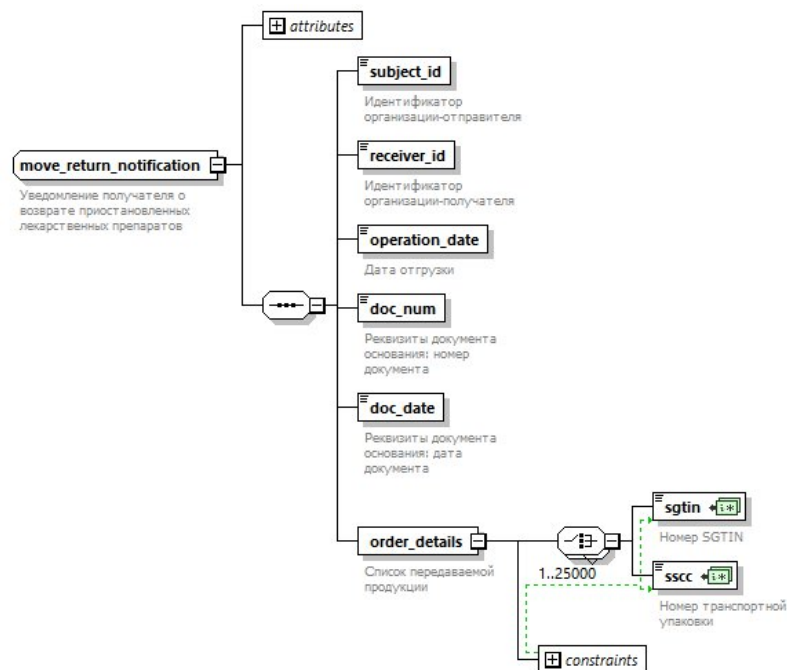 attributes
subject_id
Идентификатор
организации-отправителя
move_return_notification
Уведомление получателя о
возврате приостановленных
лекарственных препаратов
receiver_id
Идентификатор
организации-получателя
operation_date
Дата отгрузки
doc_num
Реквизиты документа
основания: номер
документа
doc_date
Реквизиты документа
основания: дата
документа
order_details
Список передаваемой
продукции
1..25000
sgtin
Номер SGTIN
sscc
Номер транспортной
упаковки
constraints